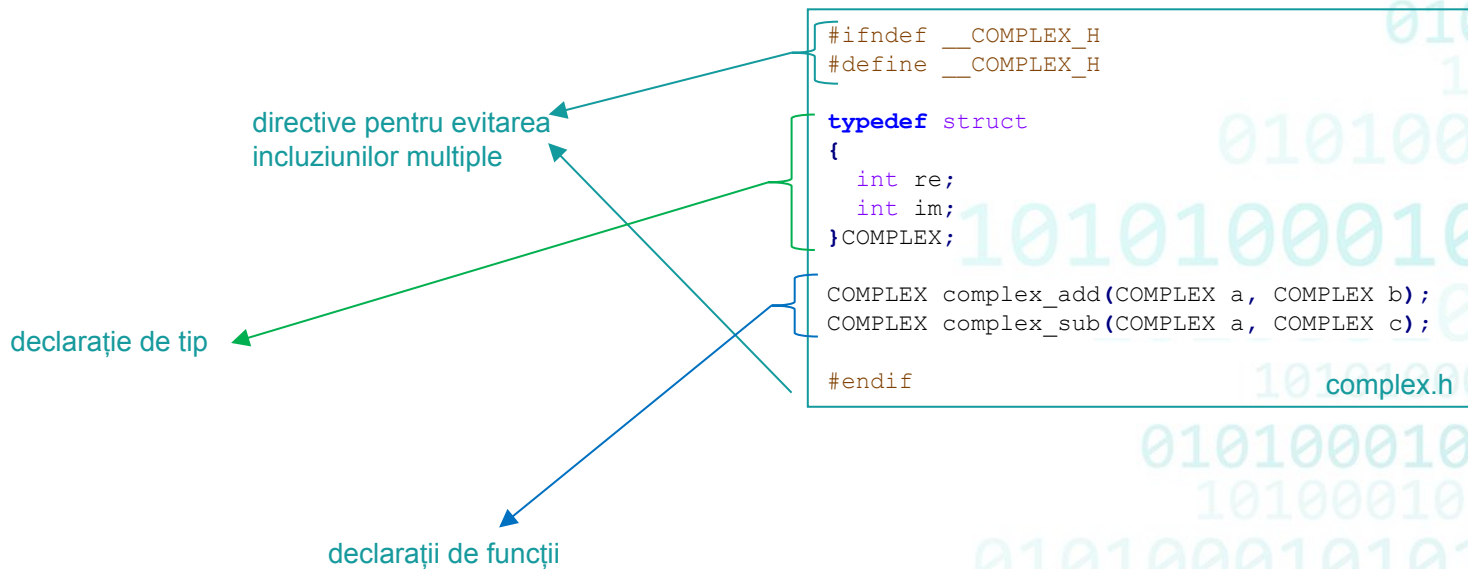 #ifndef __COMPLEX_H
#define __COMPLEX_H
directive pentru evitarea
incluziunilor multiple
typedef struct
{
int re;
int im;
}COMPLEX;
COMPLEX complex_add(COMPLEX a, COMPLEX b);
COMPLEX complex_sub(COMPLEX a, COMPLEX c);
declarație de tip
#endif
complex.h
declarații de funcții